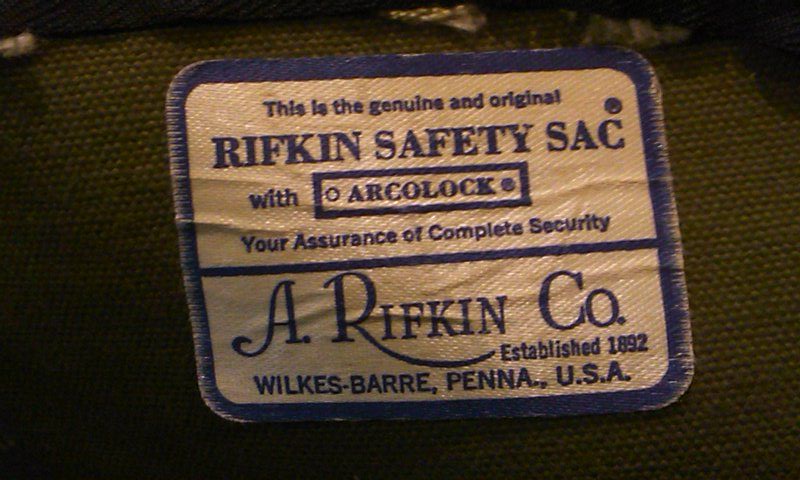 This is the genuine and original
RIFKIN SAFETY SAC ®
with ARCOLOCK ®
Your Assurance of Complete Security
A. RIFKIN CO.
Established 1892
WILKES-BARRE, PENNA., U.S.A.